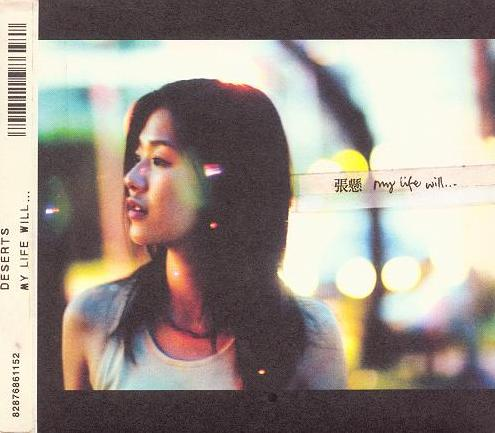 張懸 my life will....
DESERTS
MY LIFE WILL...
82876861152